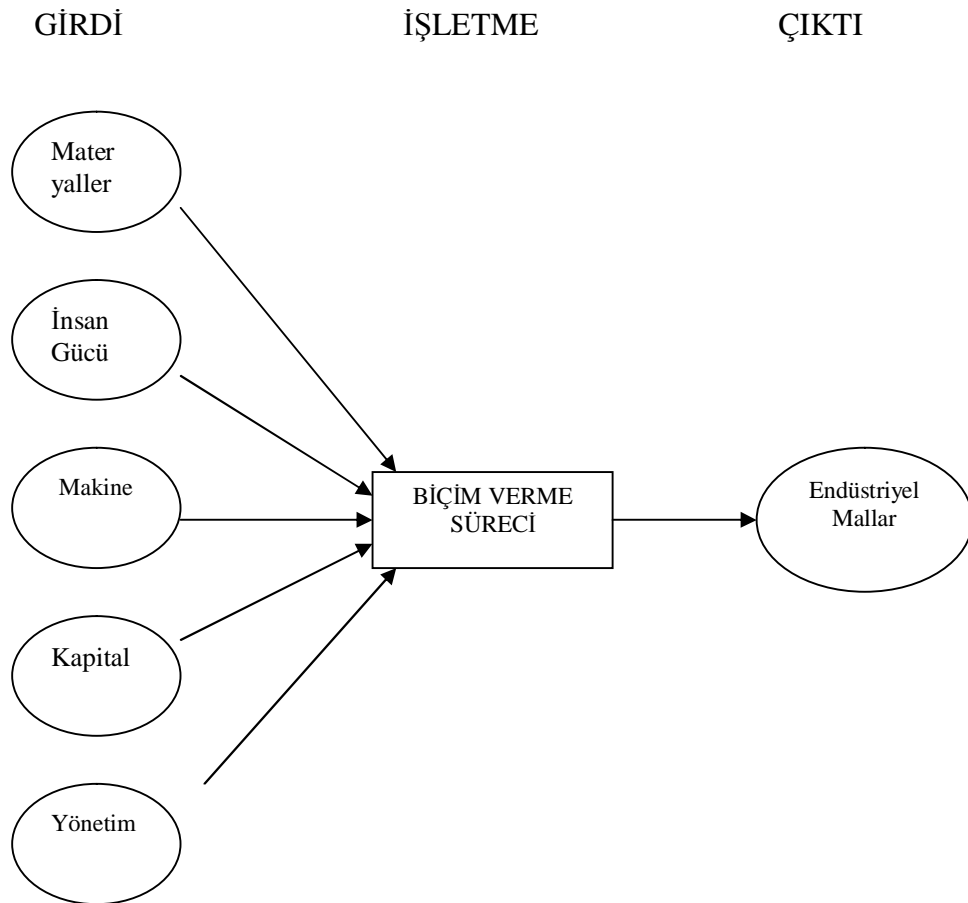 GİRDİ İŞLETME ÇIKTI
Mater
yaller
İnsan
Gücü
Makine
Kapital
Yönetim
BİÇİM VERME
SÜRECİ
Endüstriyel
Mallar